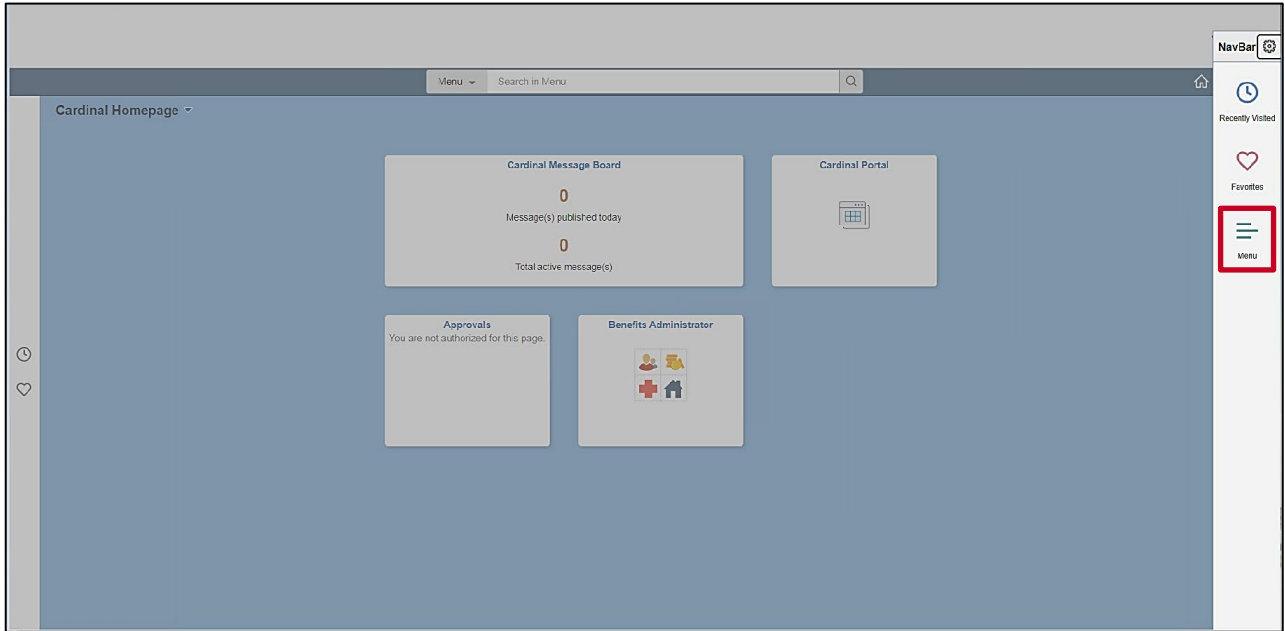 NavBar
Menu
Search in Menu
Recently Visited
Cardinal Homepage
Cardinal Message Board
0
Message(s) published today
0
Total active message(s)
Cardinal Portal
Favorites
Menu
Approvals
You are not authorized for this page.
Benefits Administrator